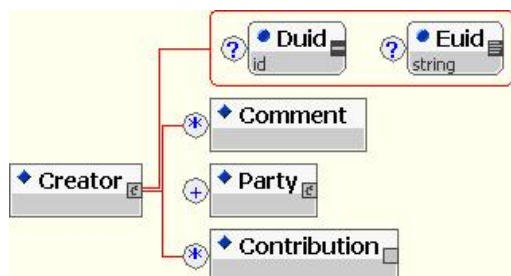 ? Duid
id
? Euid
string
* Comment
Creator
+ Party
* Contribution